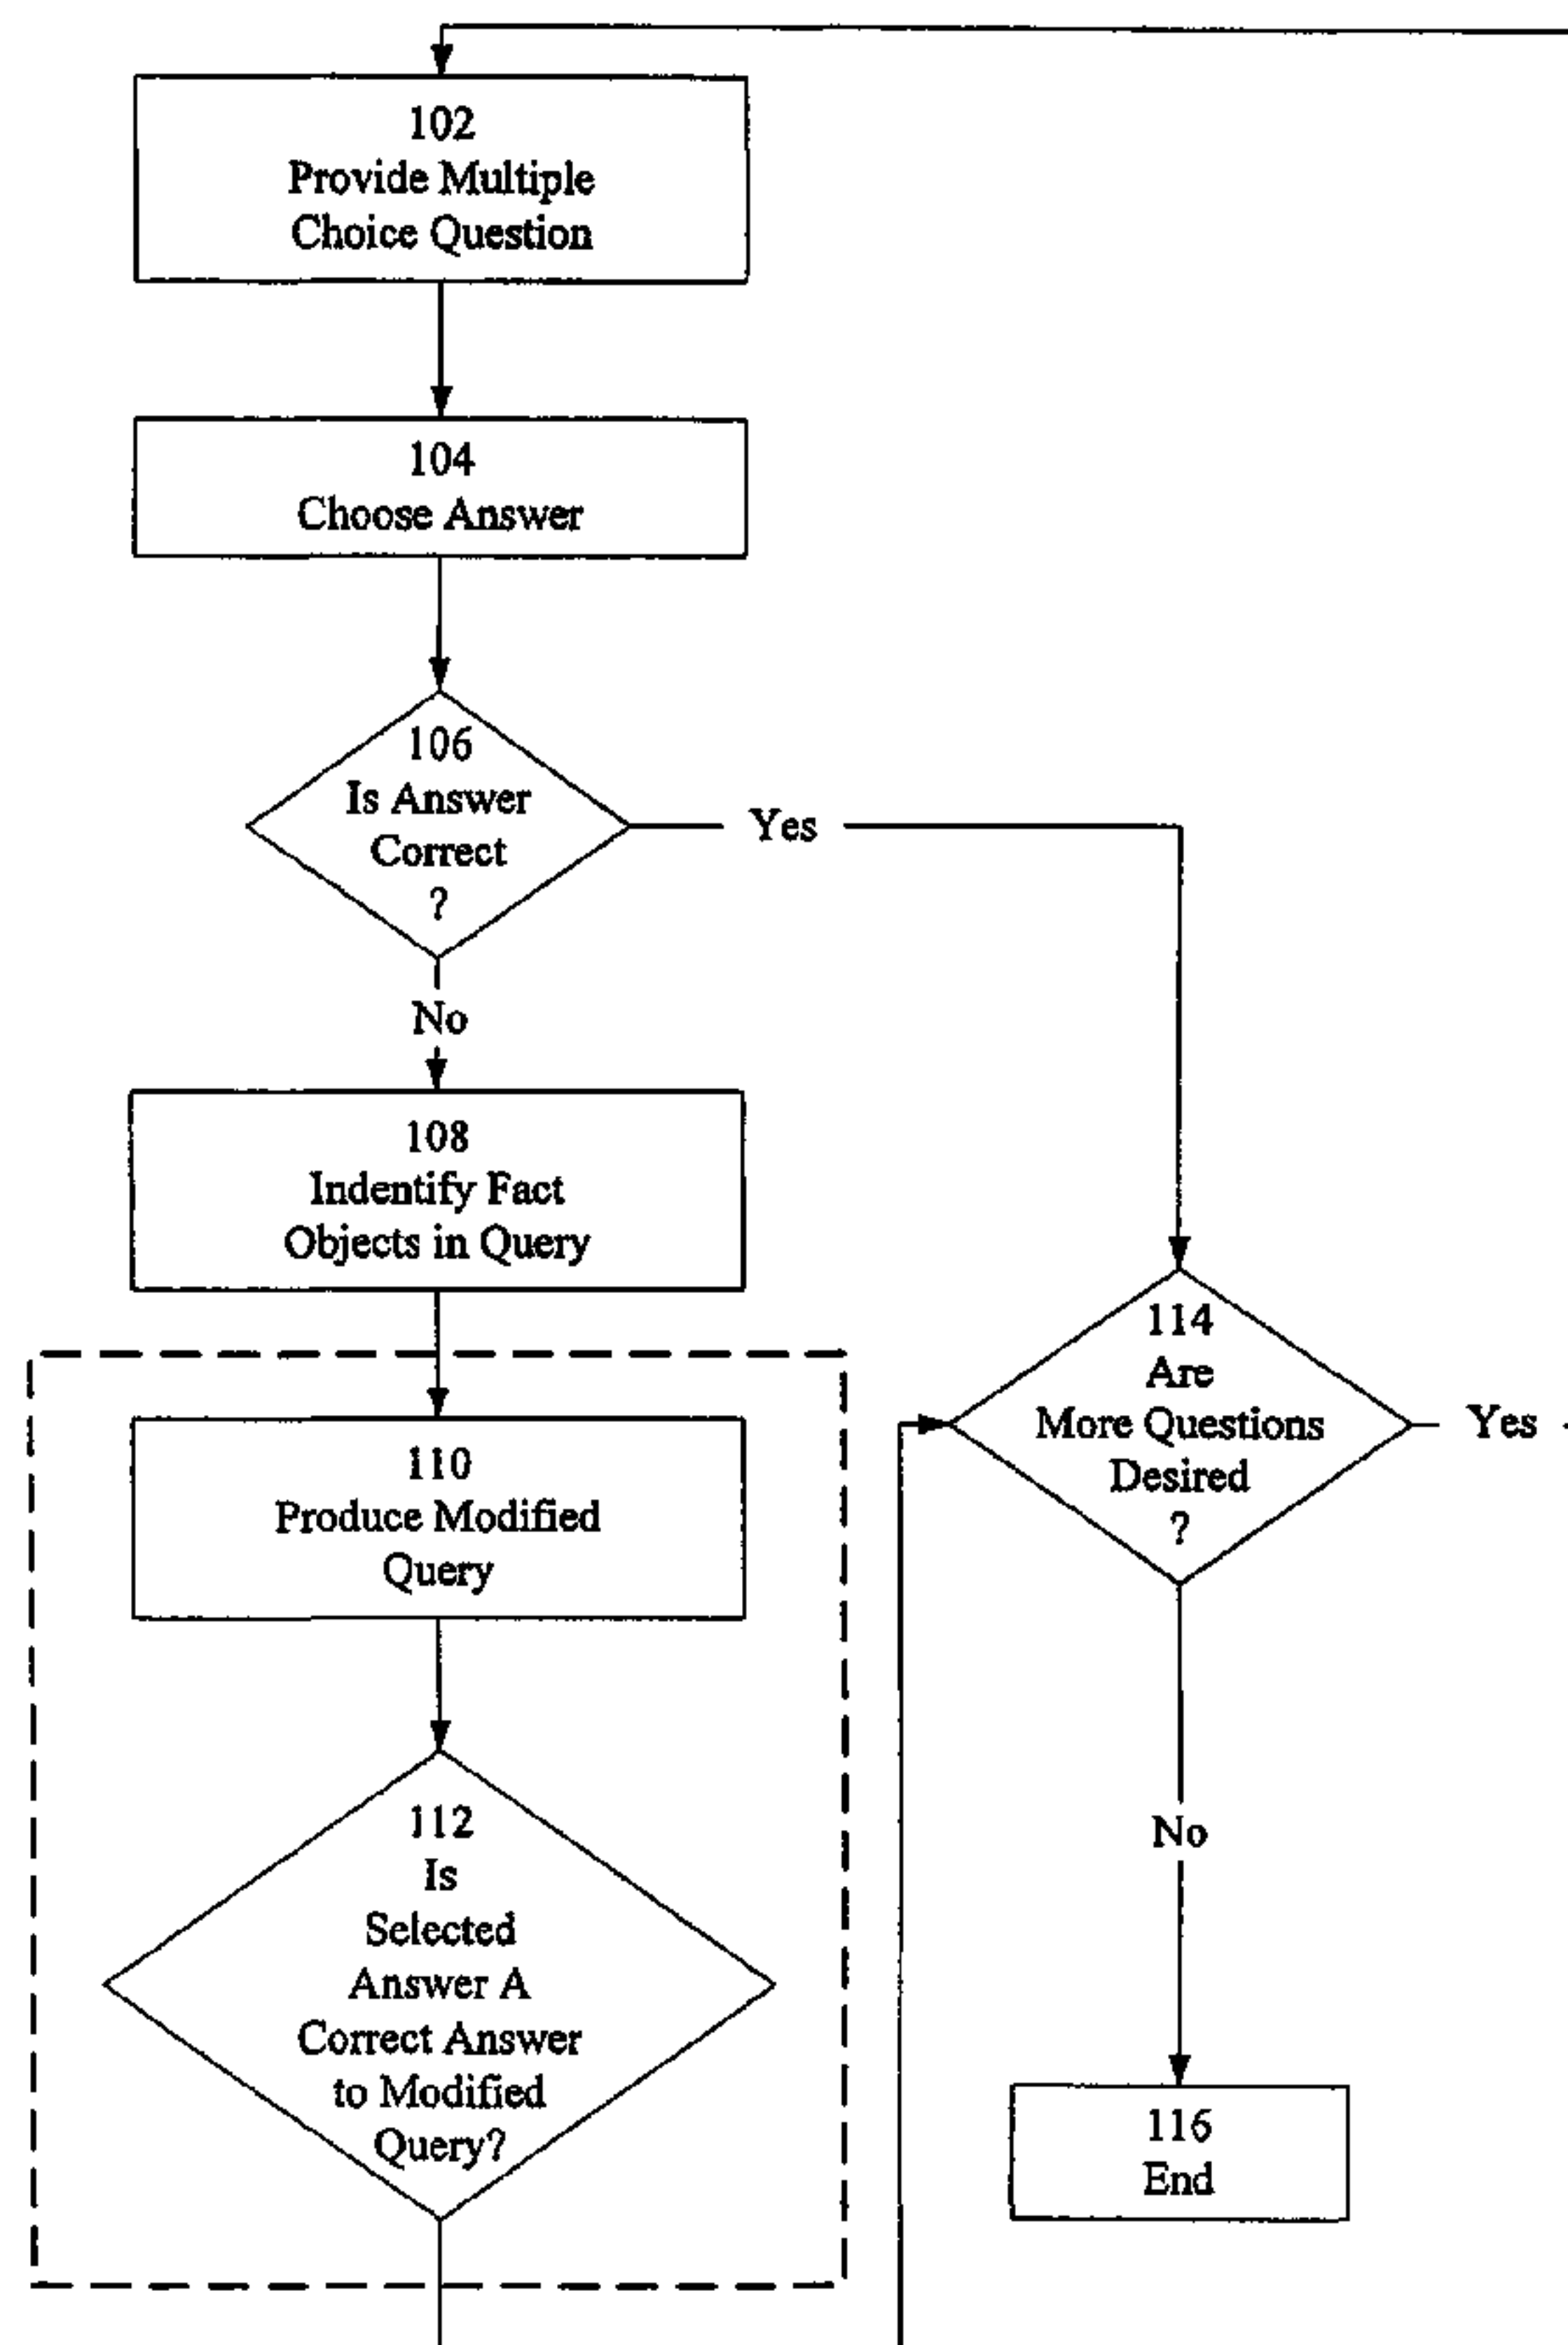 102
Provide Multiple
Choice Question
104
Choose Answer
106
Is Answer
Correct
?
Yes
No
108
Indentify Fact
Objects in Query
110
Produce Modified
Query
112
Is
Selected
Answer A
Correct Answer
to Modified
Query?
114
Are
More Questions
Desired
?
Yes
No
116
End